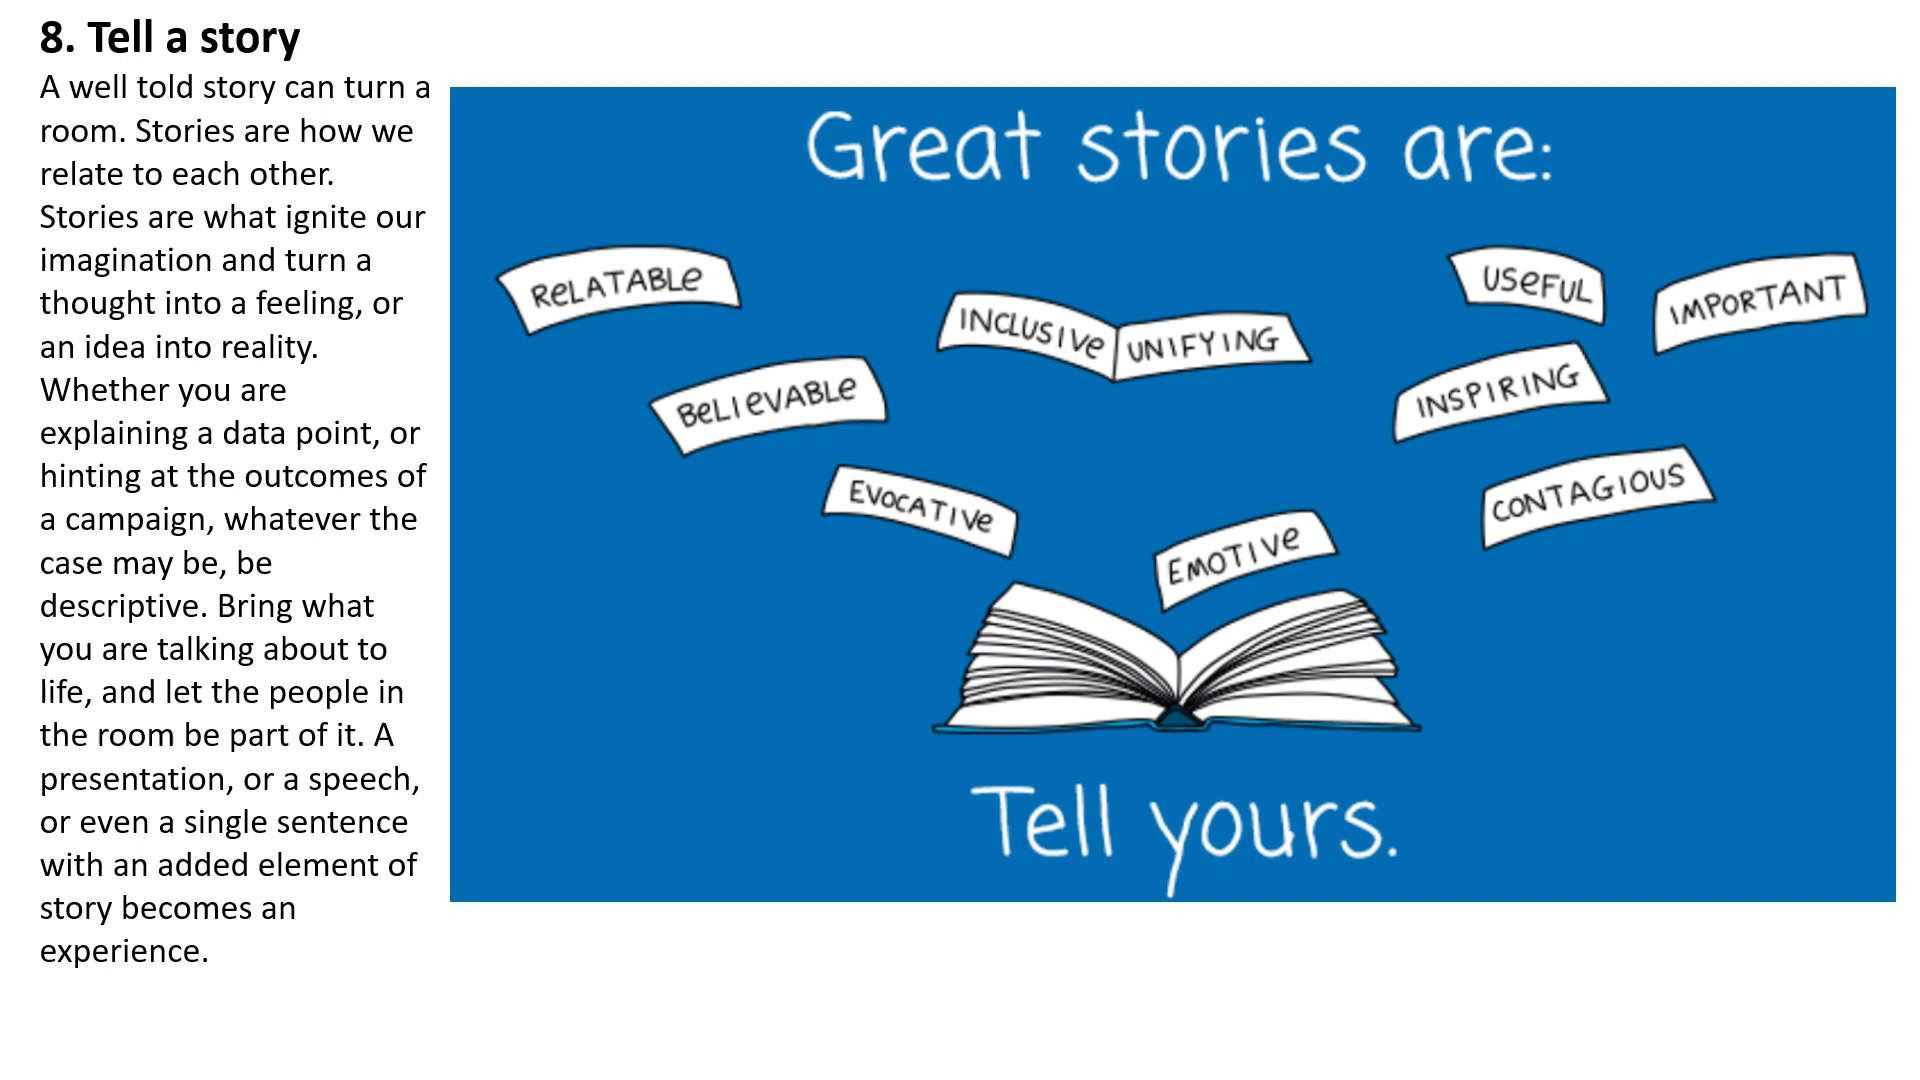 8. Tell a story
A well told story can turn a
room. Stories are how we
relate to each other.
Stories are what ignite our
imagination and turn a
thought into a feeling, or
an idea into reality.
Whether you are
explaining a data point, or
hinting at the outcomes of
a campaign, whatever the
case may be, be
descriptive. Bring what
you are talking about to
life, and let the people in
the room be part of it. A
presentation, or a speech,
or even a single sentence
with an added element of
story becomes an
experience.
Great stories are:
RELATABLE
INCLUSIVE UNIFYING
USEFUL
IMPORTANT
BELIEVABLE
INSPIRING
EVOCATIVE
EMOTIVE
CONTAGIOUS
Tell yours.